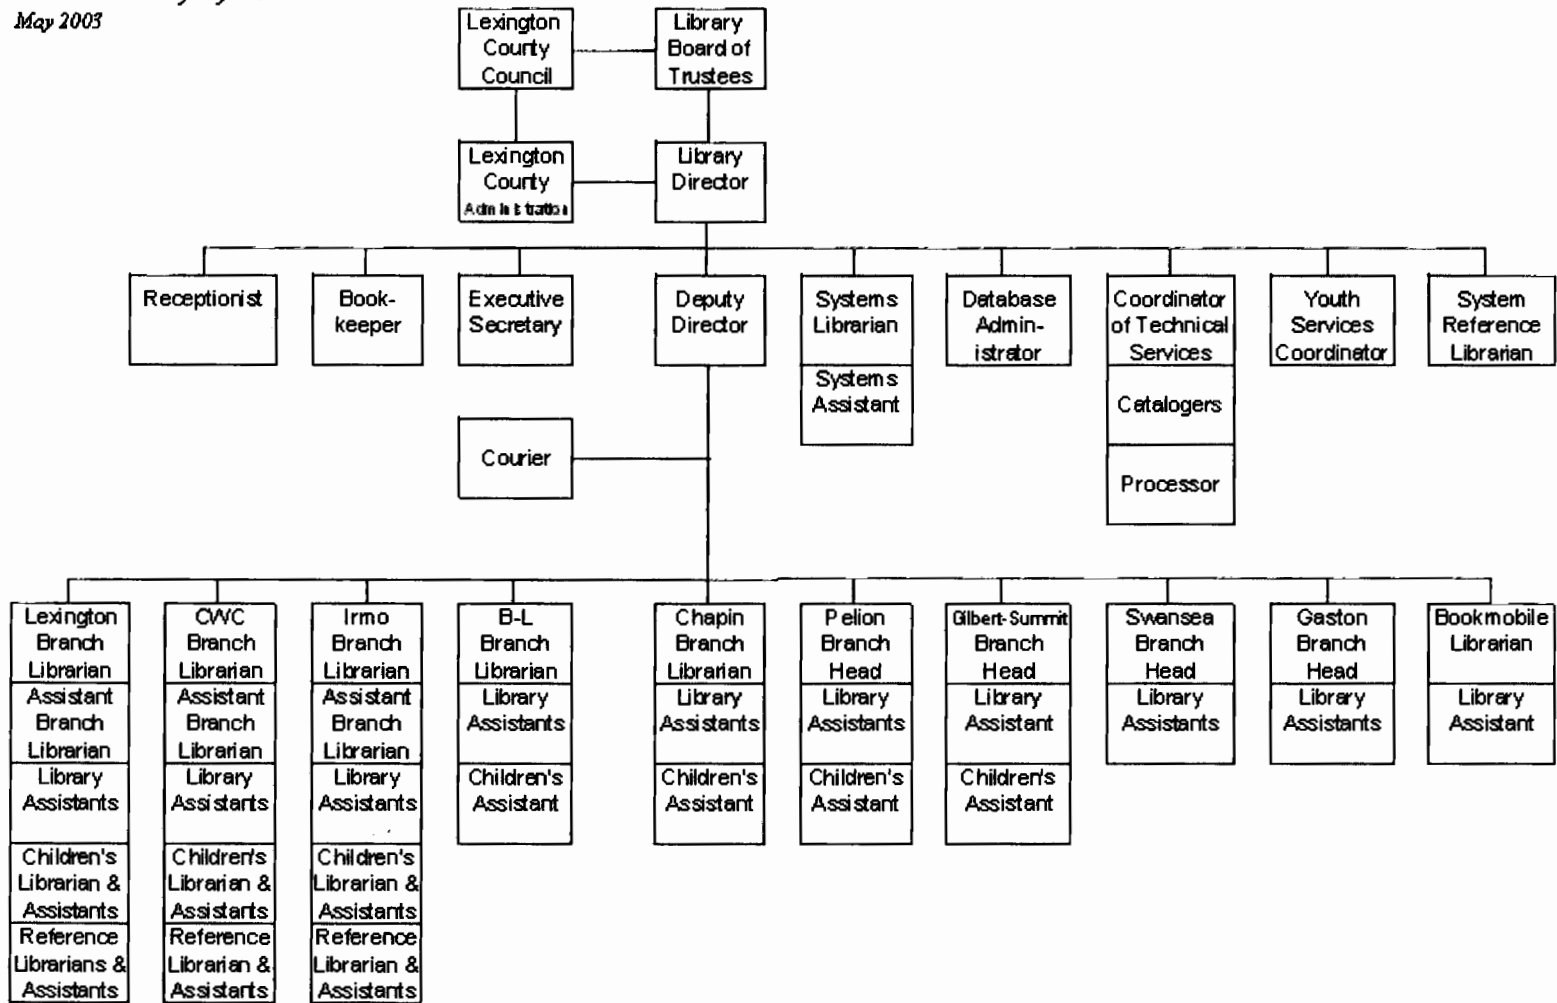 May 2003
Lexington
County
Council
Library
Board of
Trustees
Lexington
County
Administration
Library
Director
Receptionist
Book-
keeper
Executive
Secretary
Deputy
Director
Systems
Librarian
Systems
Assistant
Database
Admin-
istrator
Coordinator
of Technical
Services
Catalogers
Processor
Youth
Services
Coordinator
System
Reference
Librarian
Courier
Lexington
Branch
Librarian
Assistant
Branch
Librarian
Library
Assistants
Children's
Librarian &
Assistants
Reference
Librarians &
Assistants
CWC
Branch
Librarian
Assistant
Branch
Librarian
Library
Assistants
Children's
Librarian &
Assistants
Reference
Librarian &
Assistants
Irmo
Branch
Librarian
Assistant
Branch
Librarian
Library
Assistants
Children's
Librarian &
Assistants
Reference
Librarian &
Assistants
B-L
Branch
Librarian
Library
Assistants
Children's
Assistant
Chapin
Branch
Librarian
Library
Assistants
Children's
Assistant
Pelion
Branch
Head
Library
Assistants
Children's
Assistant
Gilbert-Summit
Branch
Head
Library
Assistant
Children's
Assistant
Swansea
Branch
Head
Library
Assistants
Gaston
Branch
Head
Library
Assistants
Bookmobile
Librarian
Library
Assistant